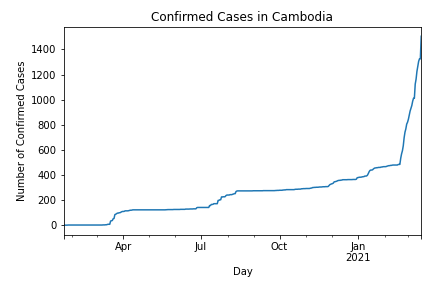 Confirmed Cases in Cambodia
Number of Confirmed Cases
1400
1200
1000
800
600
400
200
0
Apr Jul Oct Jan
2021
Day